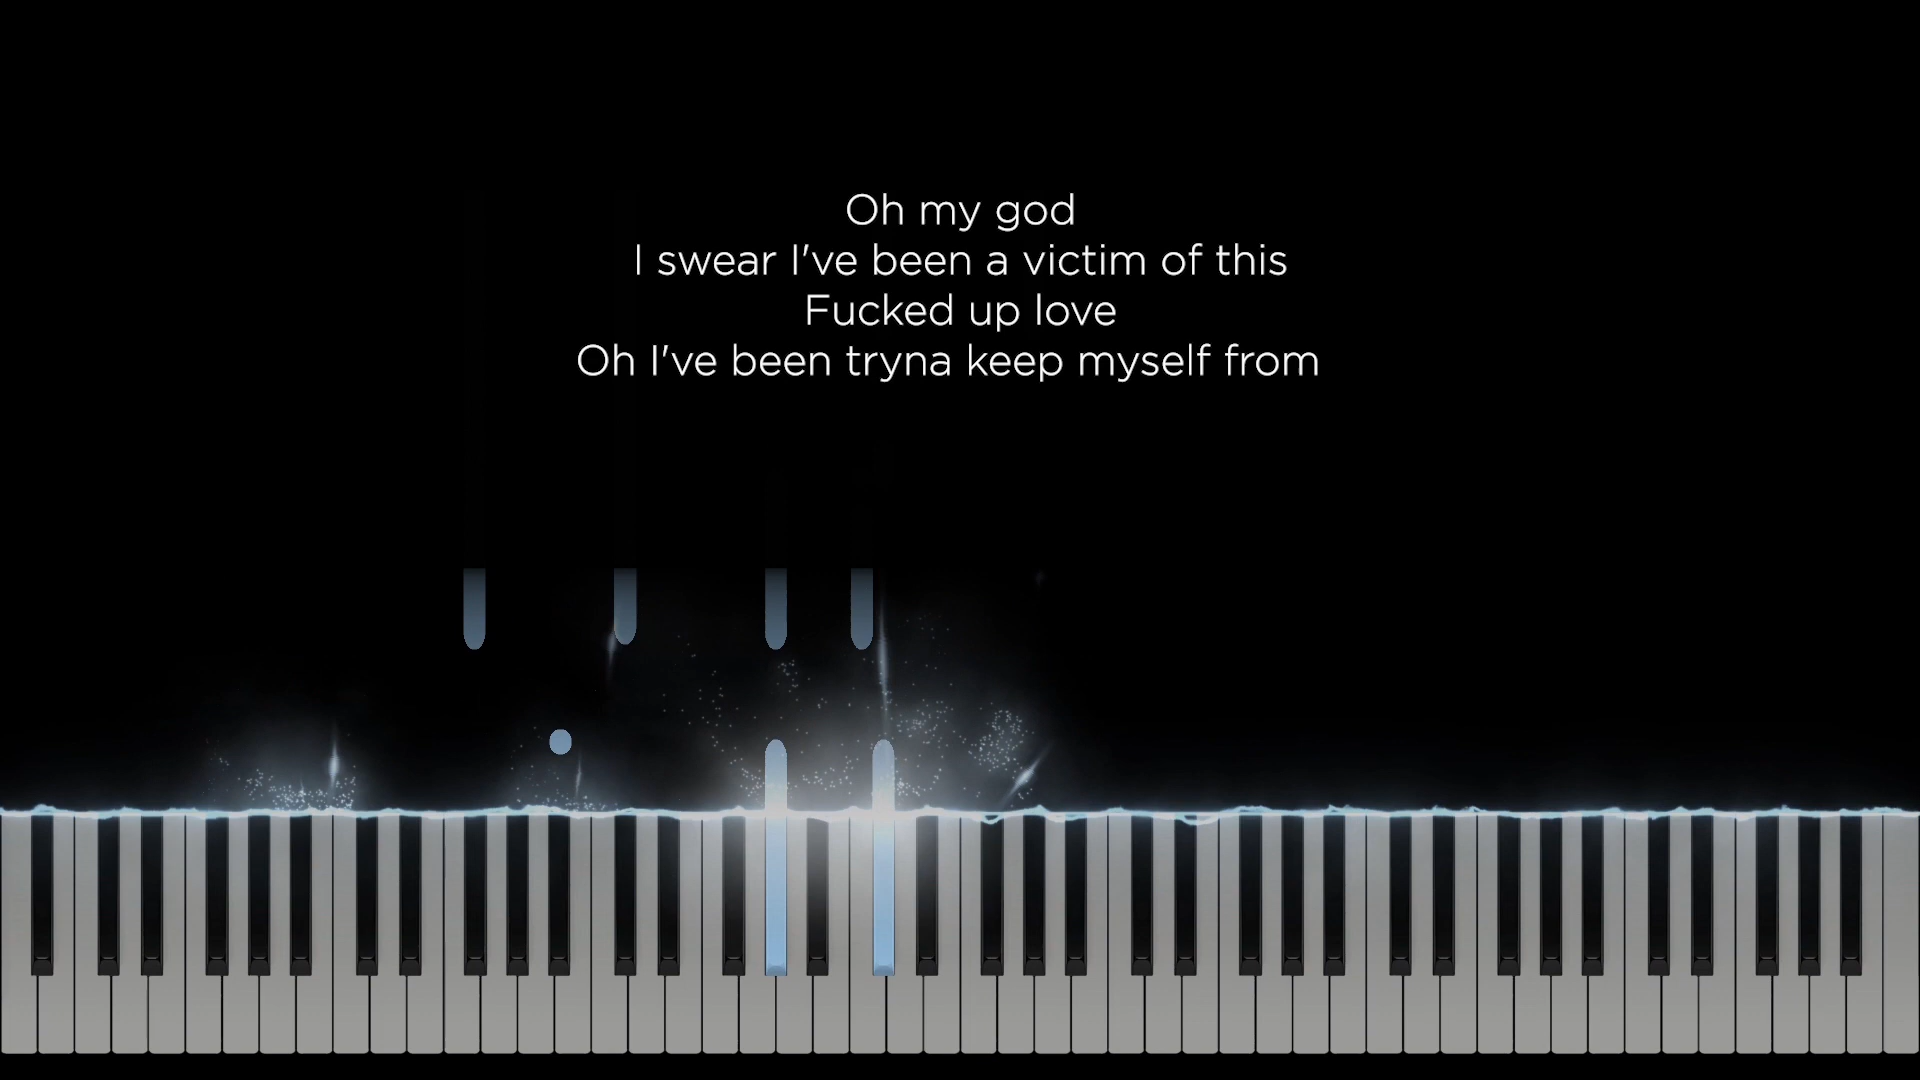 Oh my god
I swear I've been a victim of this
Fucked up love
Oh I've been tryna keep myself from